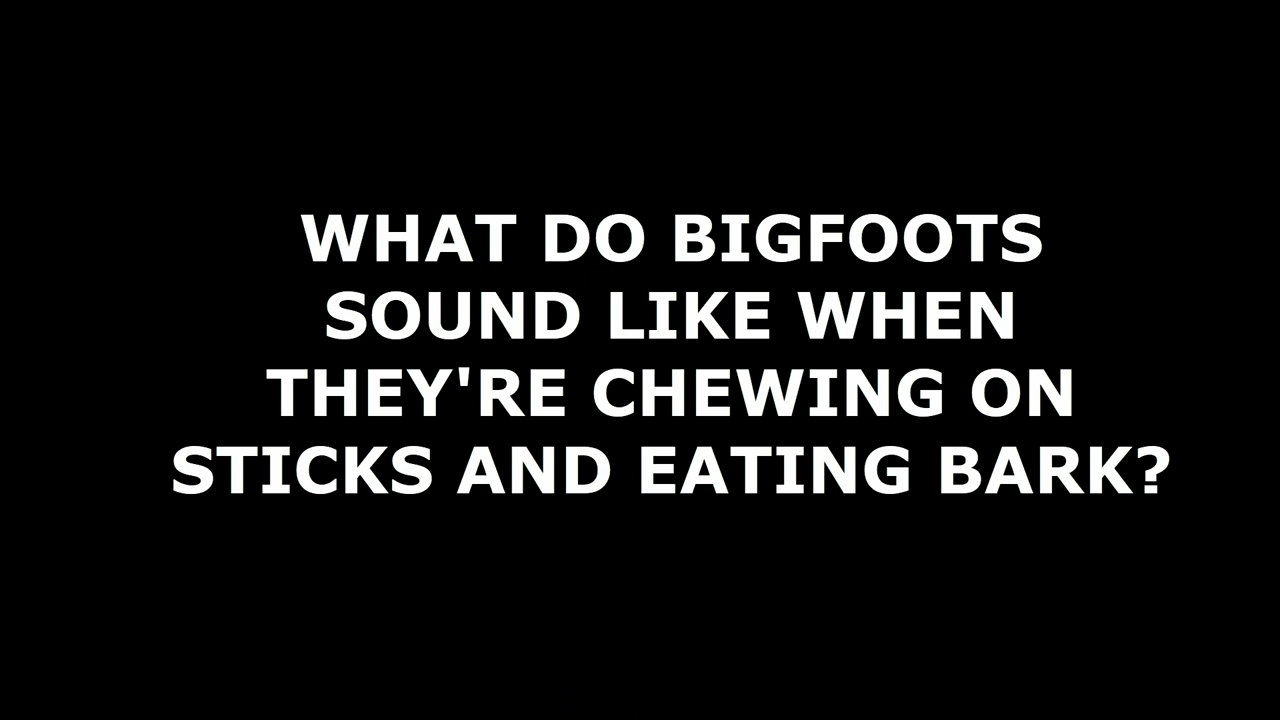 WHAT DO BIGFOOTS
SOUND LIKE WHEN
THEY'RE CHEWING ON
STICKS AND EATING BARK?